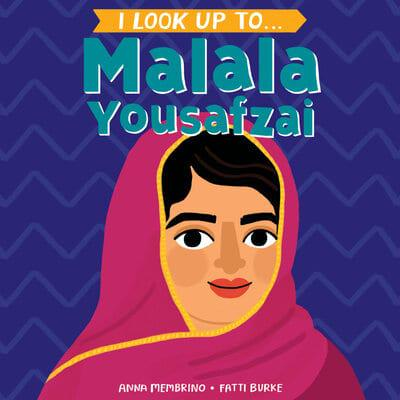 I LOOK UP TO...
Malala
Yousafzai
ANNA MEMBRINO • FATTI BURKE